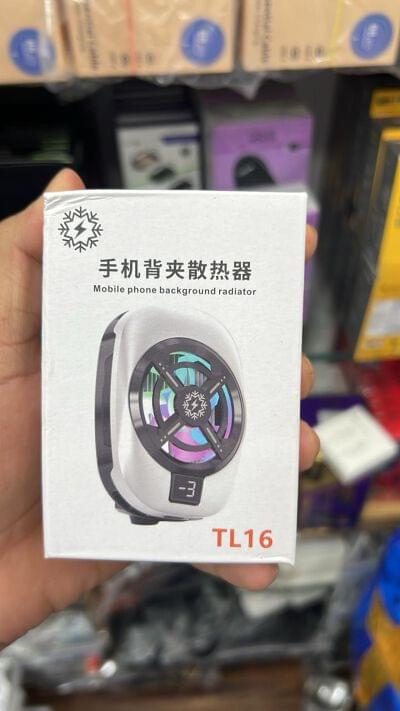 手机背夹散热器
Mobile phone background radiator
-3
TL16